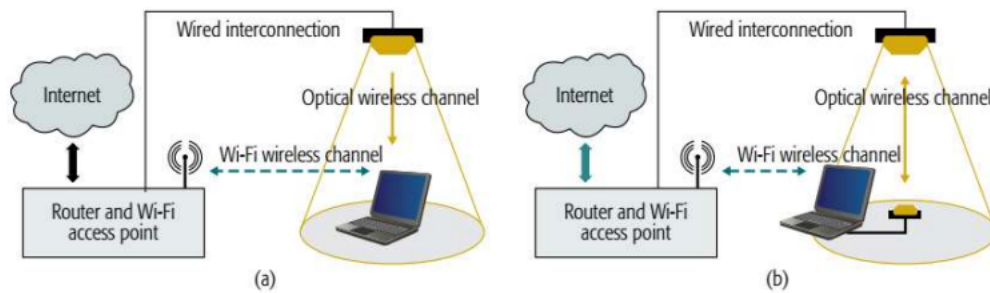 Wired interconnection
Internet
Optical wireless channel
Wi-Fi wireless channel
Router and Wi-Fi
access point
(a)
Wired interconnection
Internet
Optical wireless channel
Wi-Fi wireless channel
Router and Wi-Fi
access point
(b)